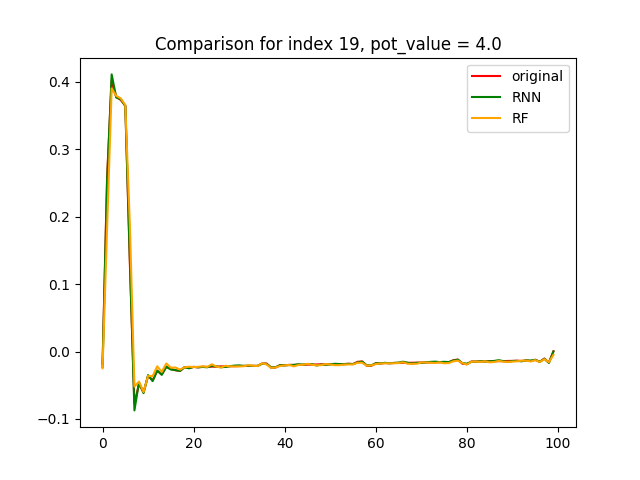 Comparison for index 19, pot_value = 4.0
original
RNN
RF
0.4
0.3
0.2
0.1
0.0
−0.1
0 20 40 60 80 100